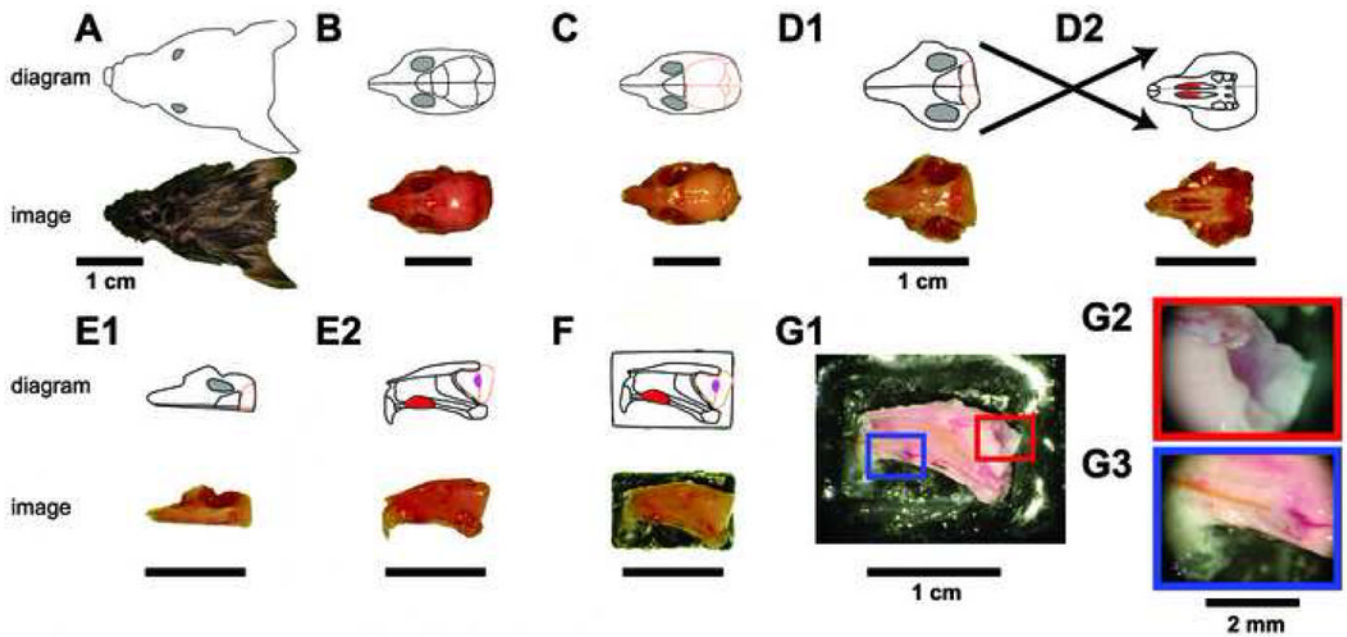 A B C D1 D2
diagram
image
1 cm 1 cm
E1 E2 F G1 G2
diagram
G3
image
1 cm
2 mm